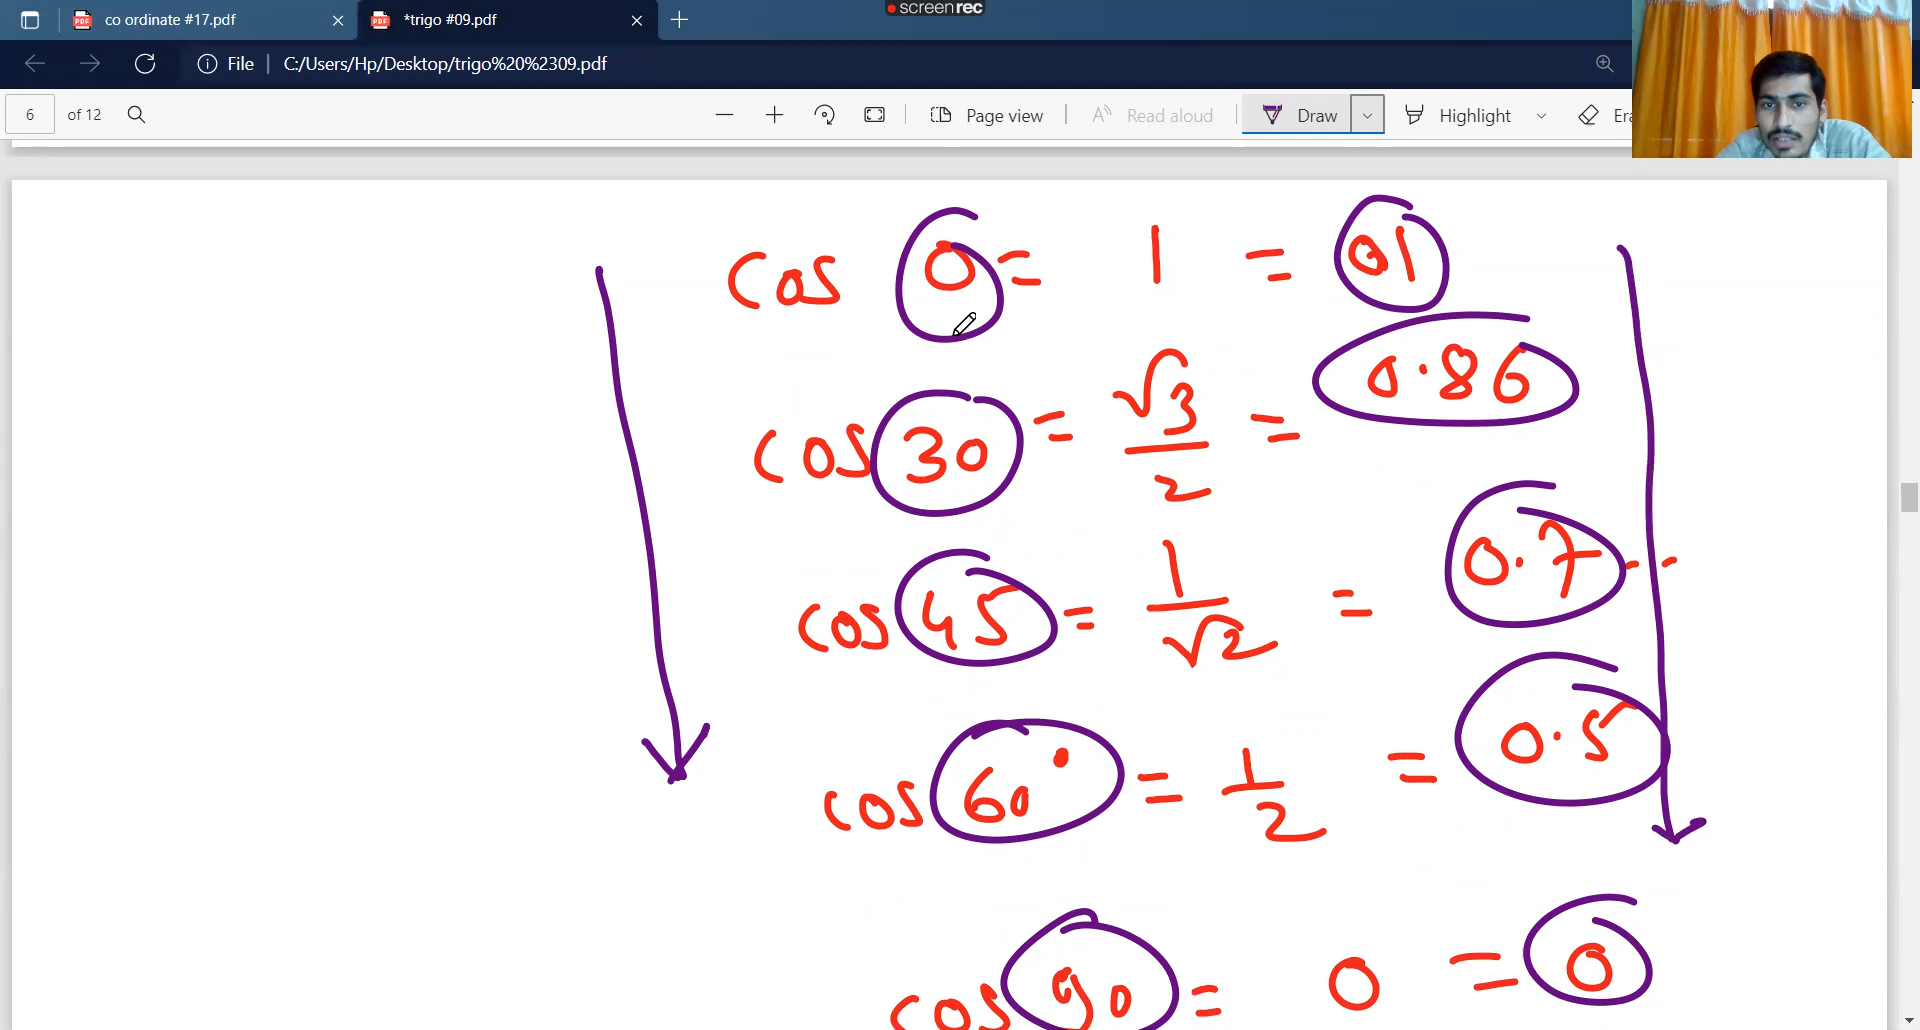 screenrec
co ordinate #17.pdf
*trigo #09.pdf
File C:/Users/Hp/Desktop/trigo%20%2309.pdf
6 of 12 Page view Read aloud Draw Highlight Era
cos 0 = 1 = 01
cos 30 = √3/2 = 0.86
cos 45 = 1/√2 = 0.7--
cos 60° = 1/2 = 0.5
cos 90 = 0 = 0